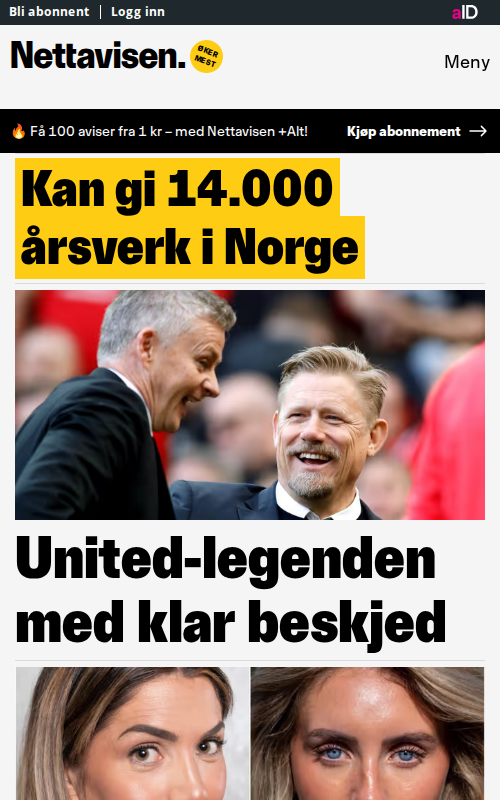 Bli abonnent
Logg inn
aID
Nettavisen.
ØKER
MEST
Meny
🔥 Få 100 aviser fra 1 kr – med Nettavisen +Alt!
Kjøp abonnement →
Kan gi 14.000
årsverk i Norge
United-legenden
med klar beskjed